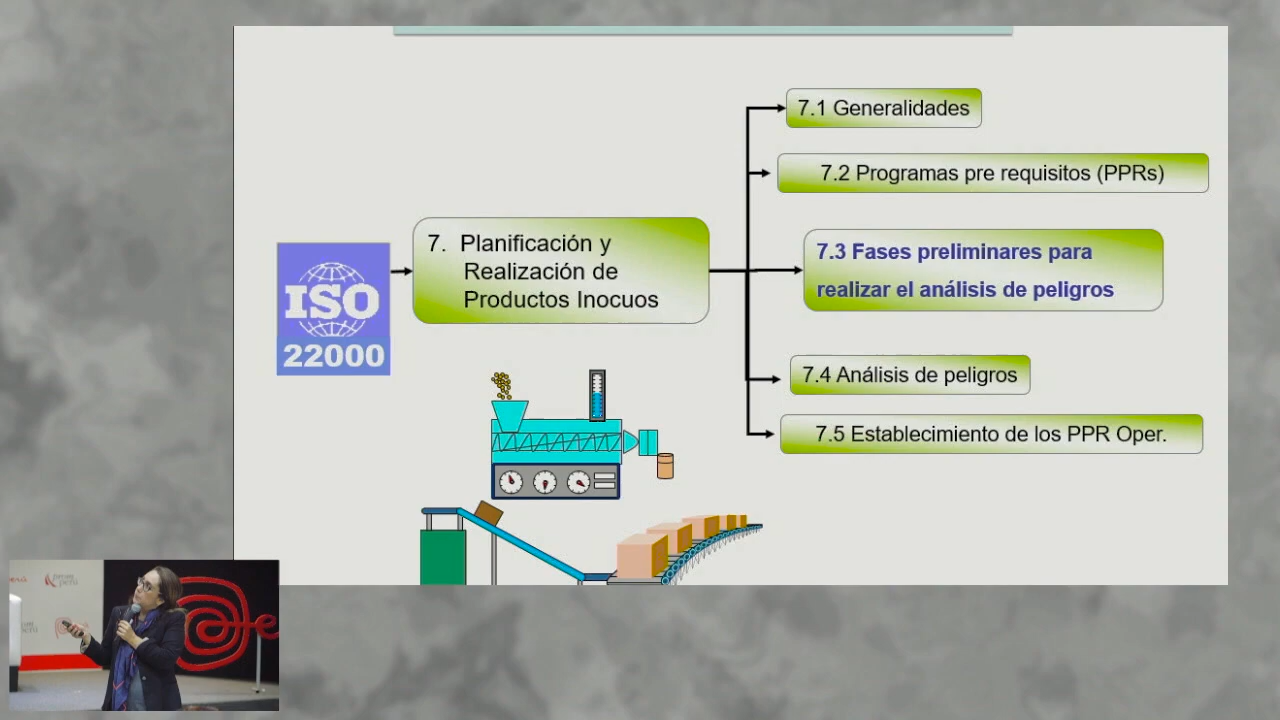 7.1 Generalidades
7.2 Programas pre requisitos (PPRs)
7. Planificación y
Realización de
Productos Inocuos
7.3 Fases preliminares para
realizar el análisis de peligros
ISO
22000
7.4 Análisis de peligros
7.5 Establecimiento de los PPR Oper.